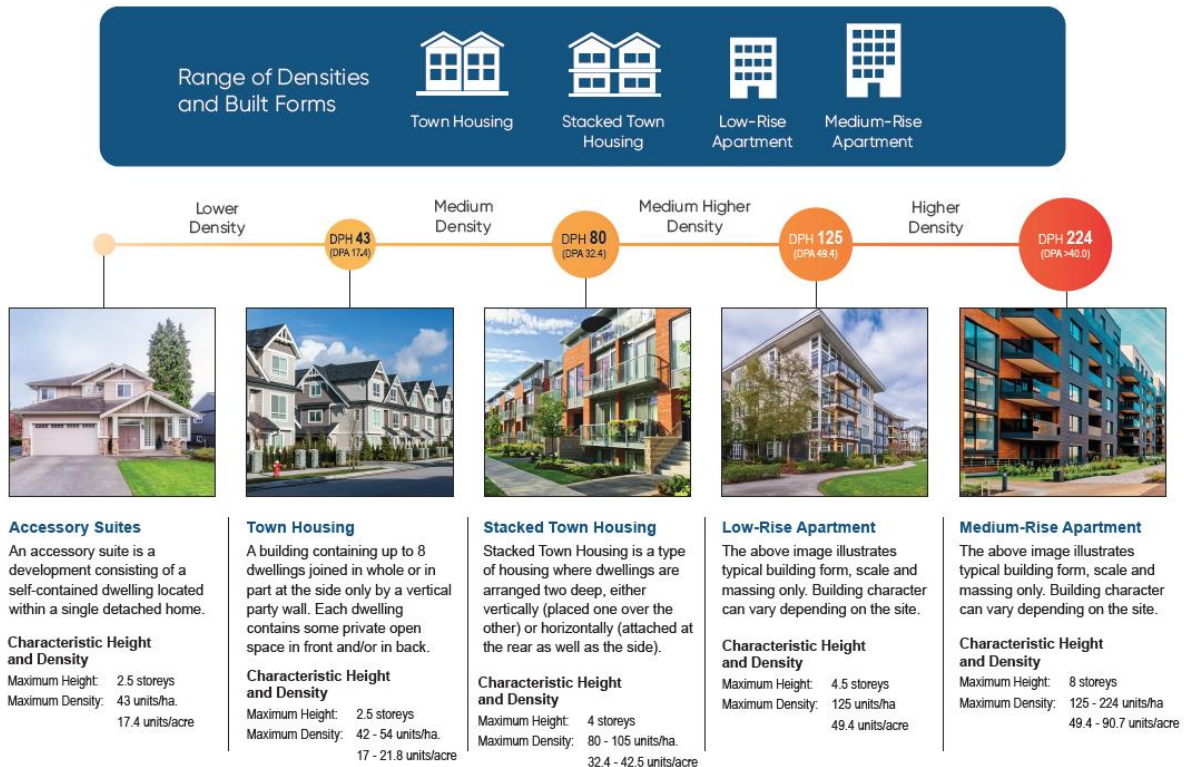 Range of Densities
and Built Forms
Town Housing
Stacked Town
Housing
Low-Rise
Apartment
Medium-Rise
Apartment
Lower
Density
Medium
Density
Medium Higher
Density
Higher
Density
DPH 43
(DPA 17.4)
DPH 80
(DPA 32.4)
DPH 125
(DPA 49.4)
DPH 224
(DPA >40.0)
Accessory Suites
An accessory suite is a
development consisting of a
self-contained dwelling located
within a single detached home.
Characteristic Height
and Density
Maximum Height: 2.5 storeys
Maximum Density: 43 units/ha.
17.4 units/acre
Town Housing
A building containing up to 8
dwellings joined in whole or in
part at the side only by a vertical
party wall. Each dwelling
contains some private open
space in front and/or in back.
Characteristic Height
and Density
Maximum Height: 2.5 storeys
Maximum Density: 42 - 54 units/ha.
17 - 21.8 units/acre
Stacked Town Housing
Stacked Town Housing is a type
of housing where dwellings are
arranged two deep, either
vertically (placed one over the
other) or horizontally (attached at
the rear as well as the side).
Characteristic Height
and Density
Maximum Height: 4 storeys
Maximum Density: 80 - 105 units/ha.
32.4 - 42.5 units/acre
Low-Rise Apartment
The above image illustrates
typical building form, scale and
massing only. Building character
can vary depending on the site.
Characteristic Height
and Density
Maximum Height: 4.5 storeys
Maximum Density: 125 units/ha
49.4 units/acre
Medium-Rise Apartment
The above image illustrates
typical building form, scale and
massing only. Building character
can vary depending on the site.
Characteristic Height
and Density
Maximum Height: 8 storeys
Maximum Density: 125 - 224 units/ha
49.4 - 90.7 units/acre